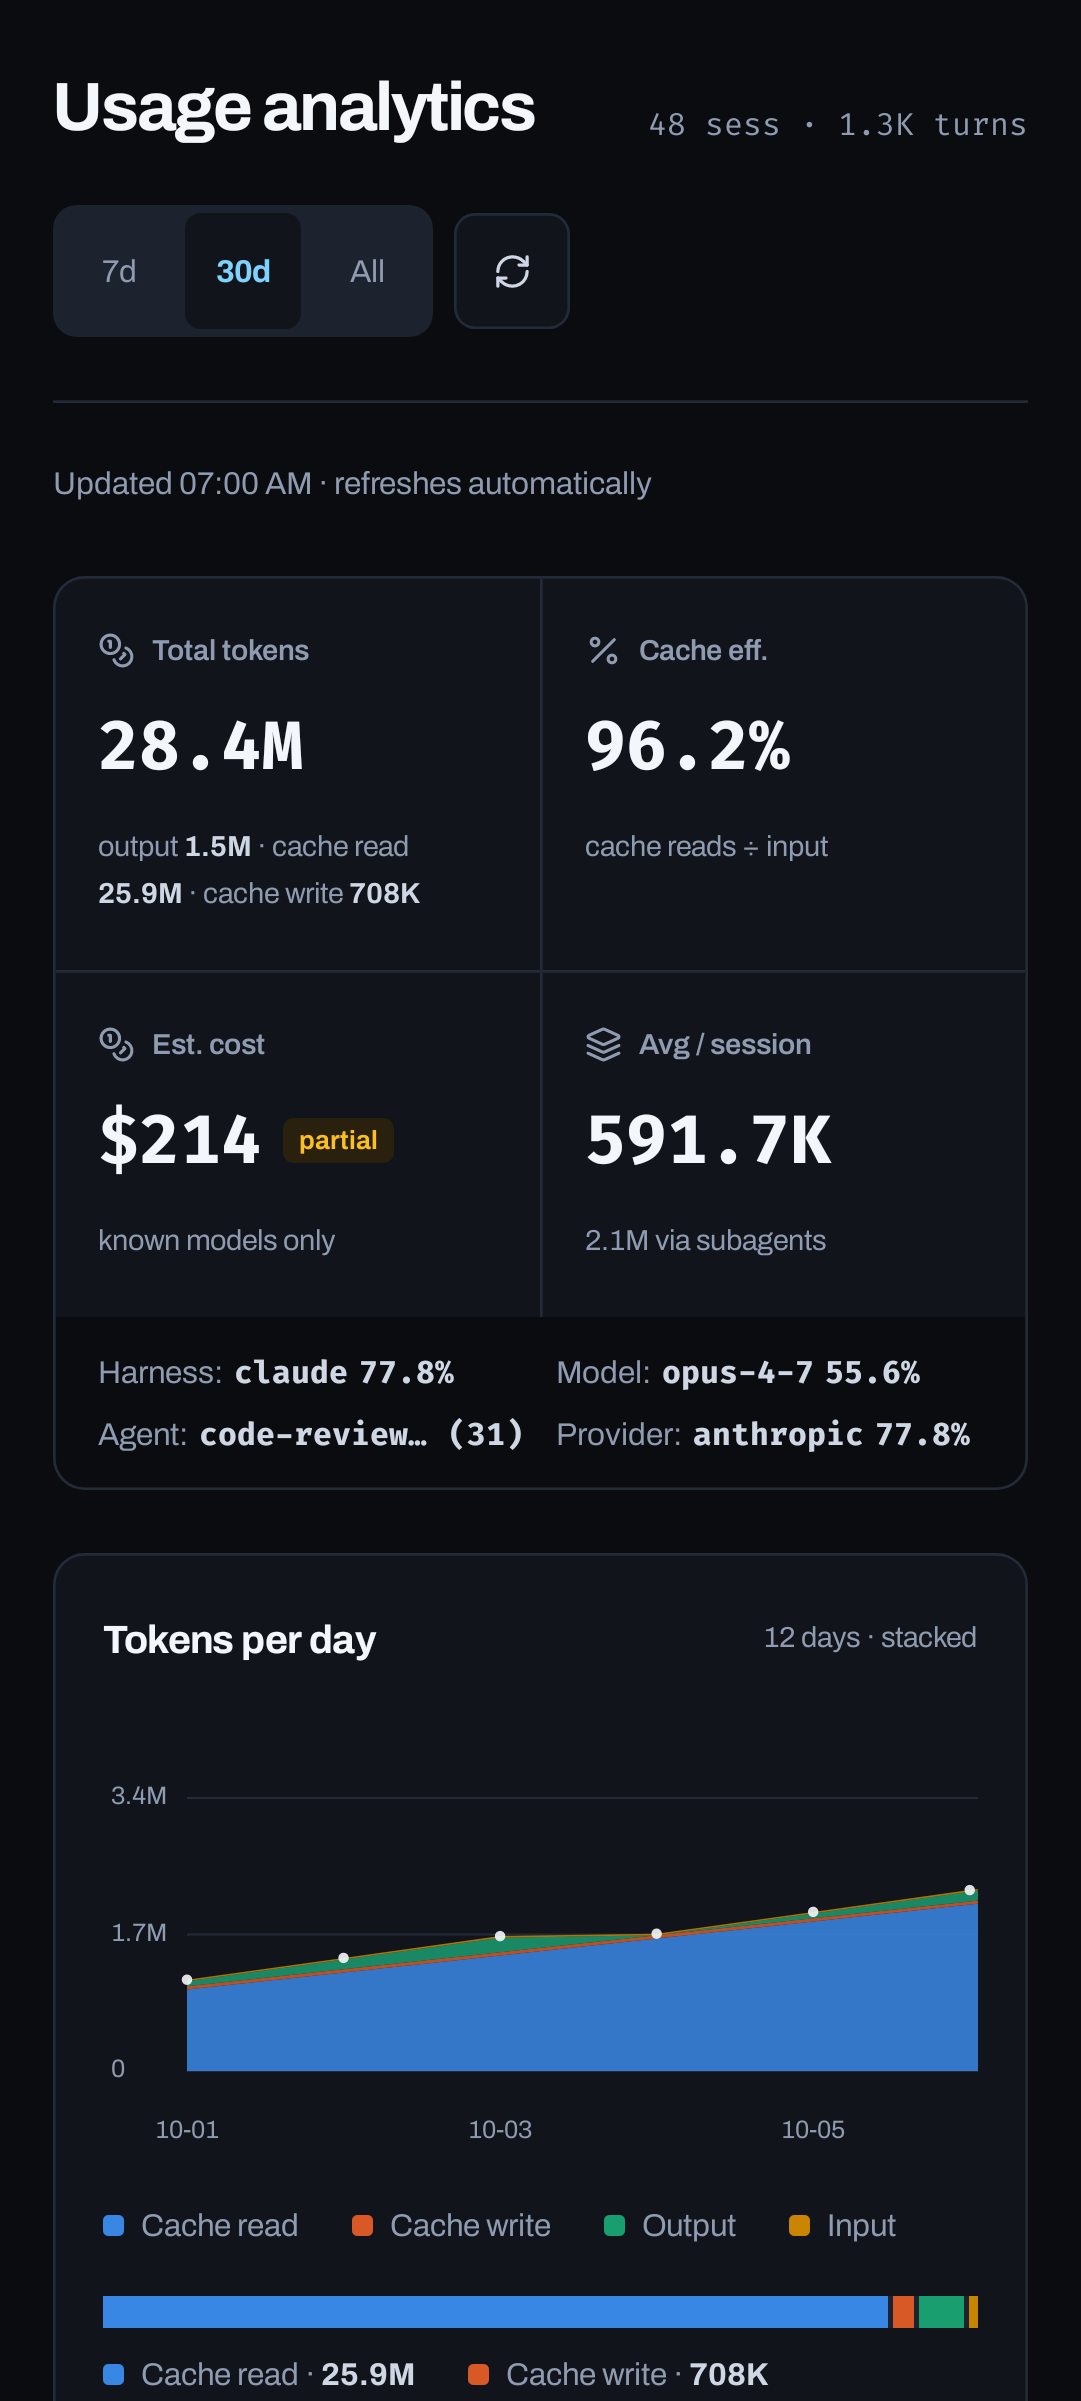 Usage analytics
48 sess · 1.3K turns
7d
30d
All
Updated 07:00 AM · refreshes automatically
Total tokens
28.4M
output 1.5M · cache read
25.9M · cache write 708K
Cache eff.
96.2%
cache reads ÷ input
Est. cost
$214 partial
known models only
Avg / session
591.7K
2.1M via subagents
Harness: claude 77.8%
Model: opus-4-7 55.6%
Agent: code-review… (31)
Provider: anthropic 77.8%
Tokens per day
12 days · stacked
3.4M
1.7M
0
10-01
10-03
10-05
Cache read
Cache write
Output
Input
Cache read · 25.9M
Cache write · 708K